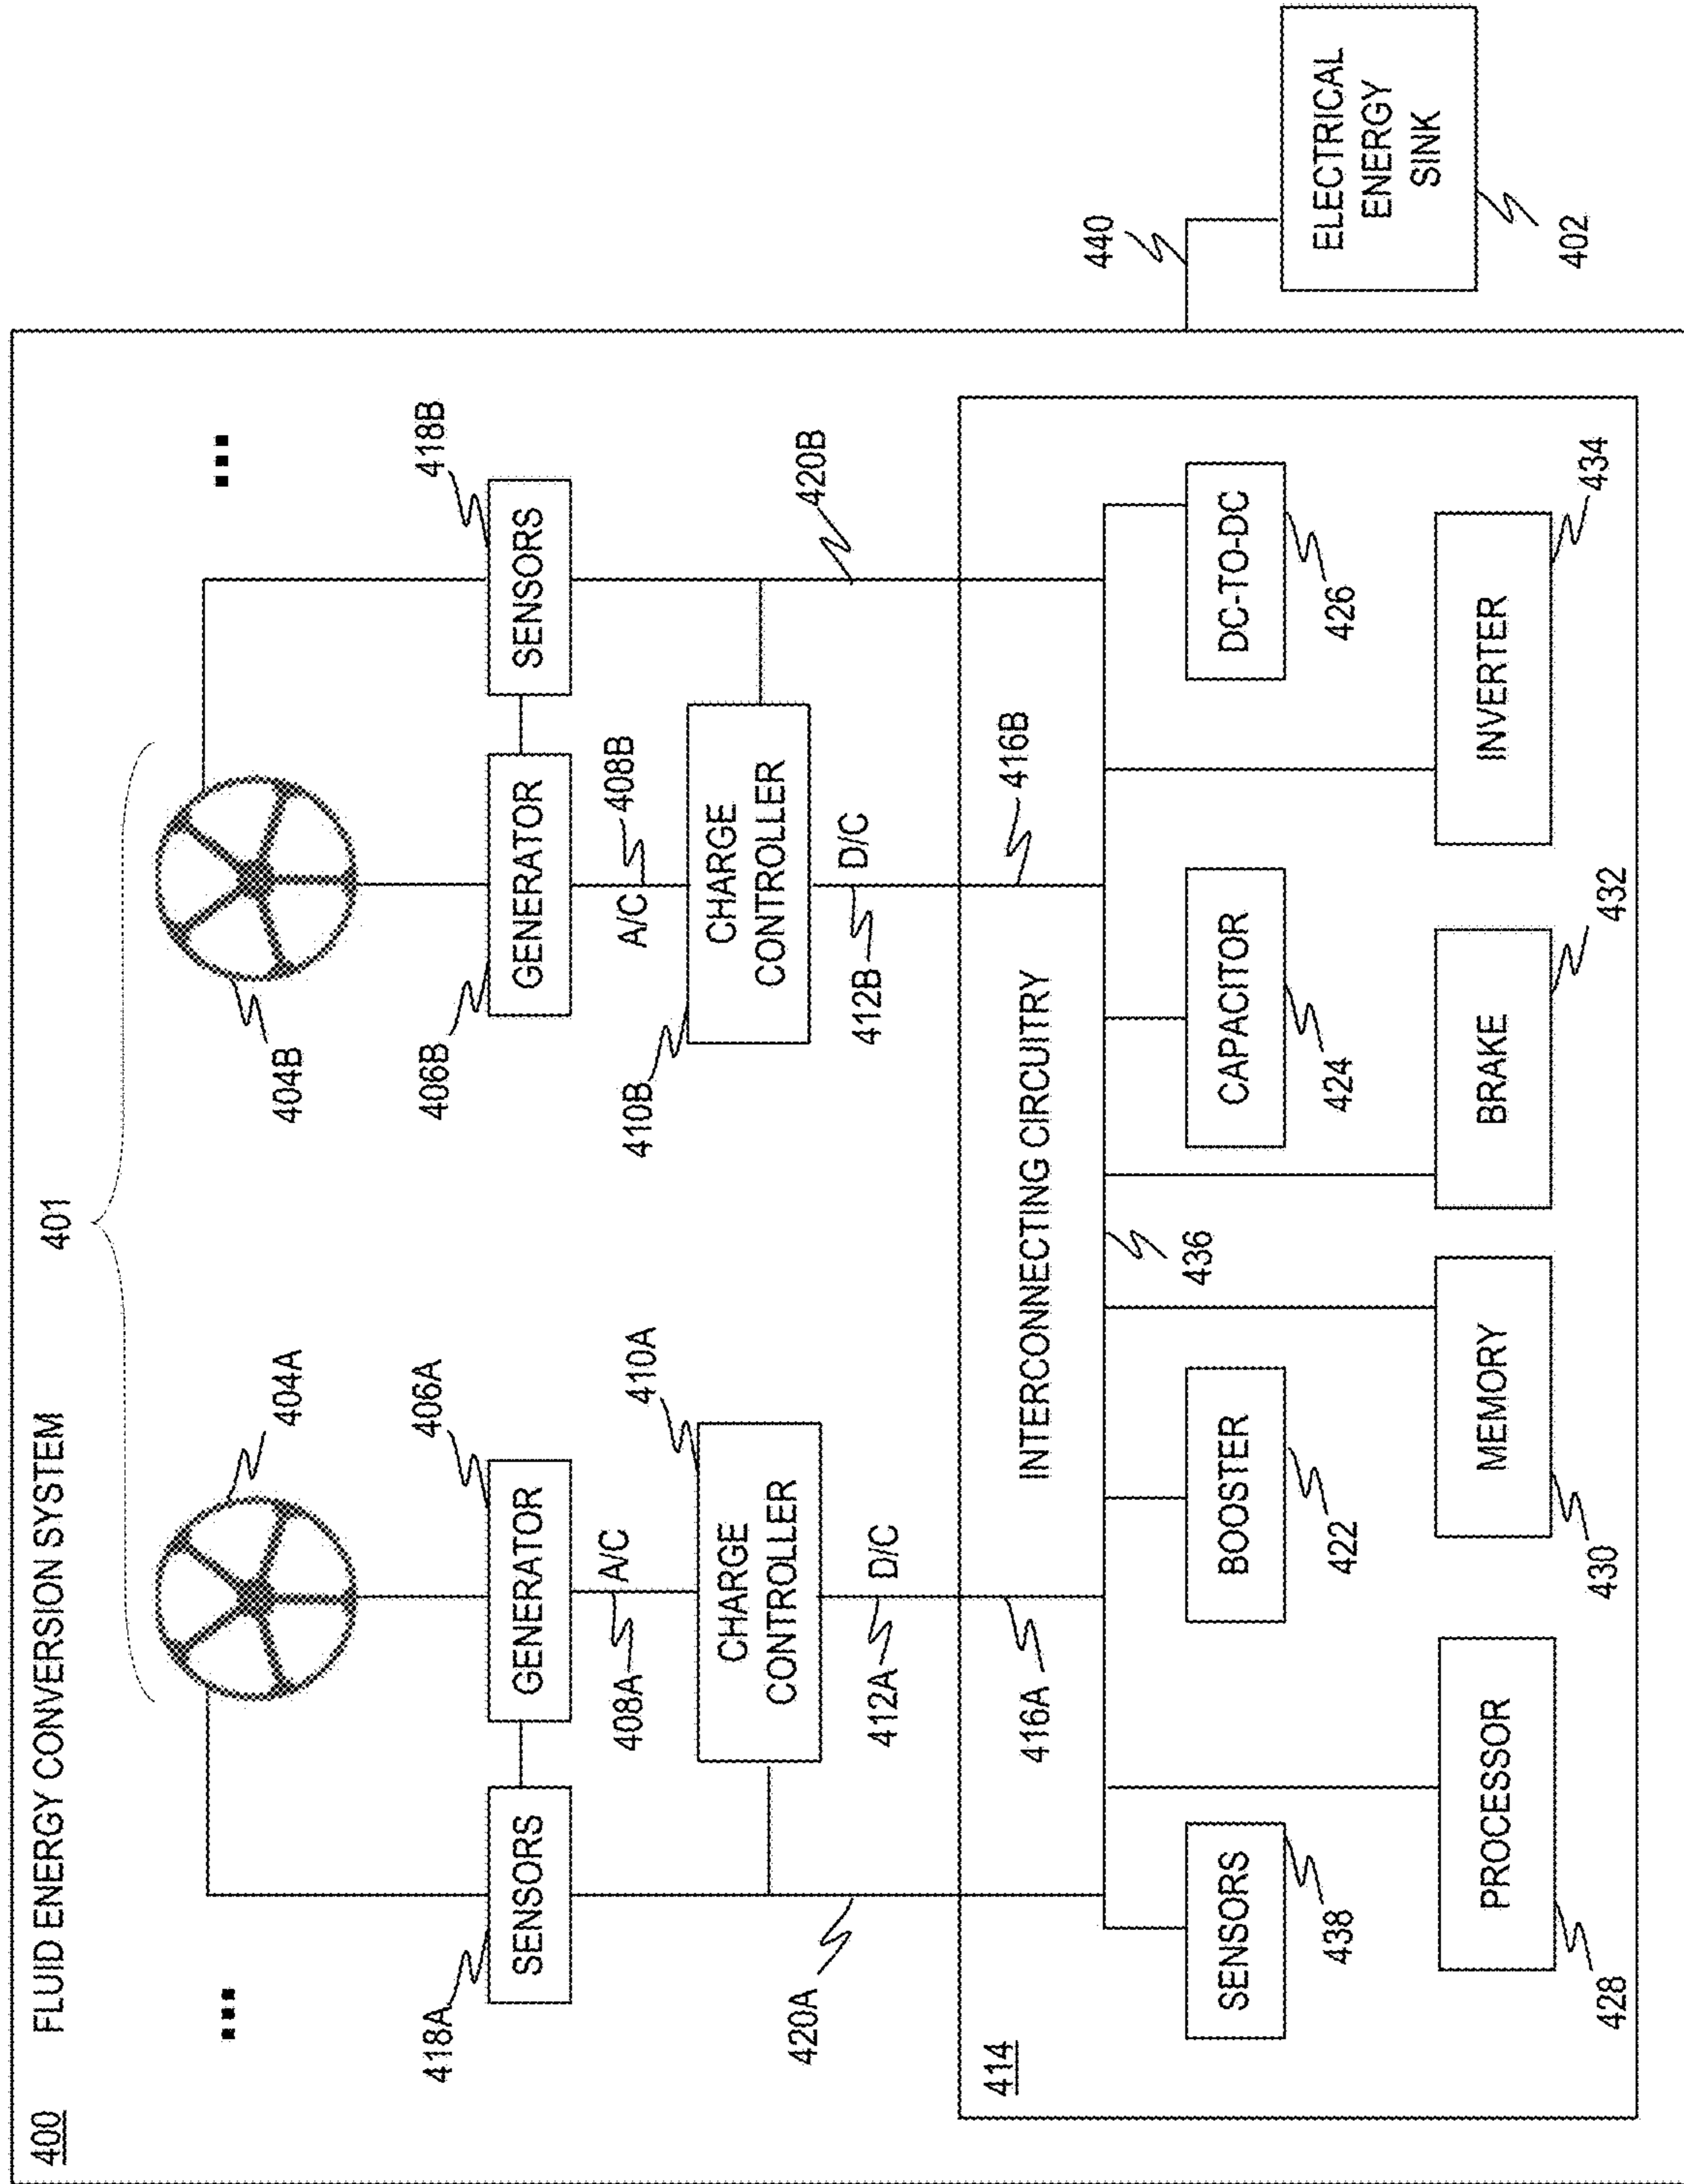 400 FLUID ENERGY CONVERSION SYSTEM
401
404A
404B
418A
406A
406B
418B
SENSORS
GENERATOR
GENERATOR
SENSORS
408A
A/C
A/C
408B
410A
410B
CHARGE
CONTROLLER
CHARGE
CONTROLLER
420A
412A
D/C
412B
D/C
420B
414
416A
INTERCONNECTING CIRCUITRY
416B
436
440
SENSORS
BOOSTER
CAPACITOR
DC-TO-DC
438
422
424
426
PROCESSOR
MEMORY
BRAKE
INVERTER
428
430
432
434
ELECTRICAL
ENERGY
SINK
402